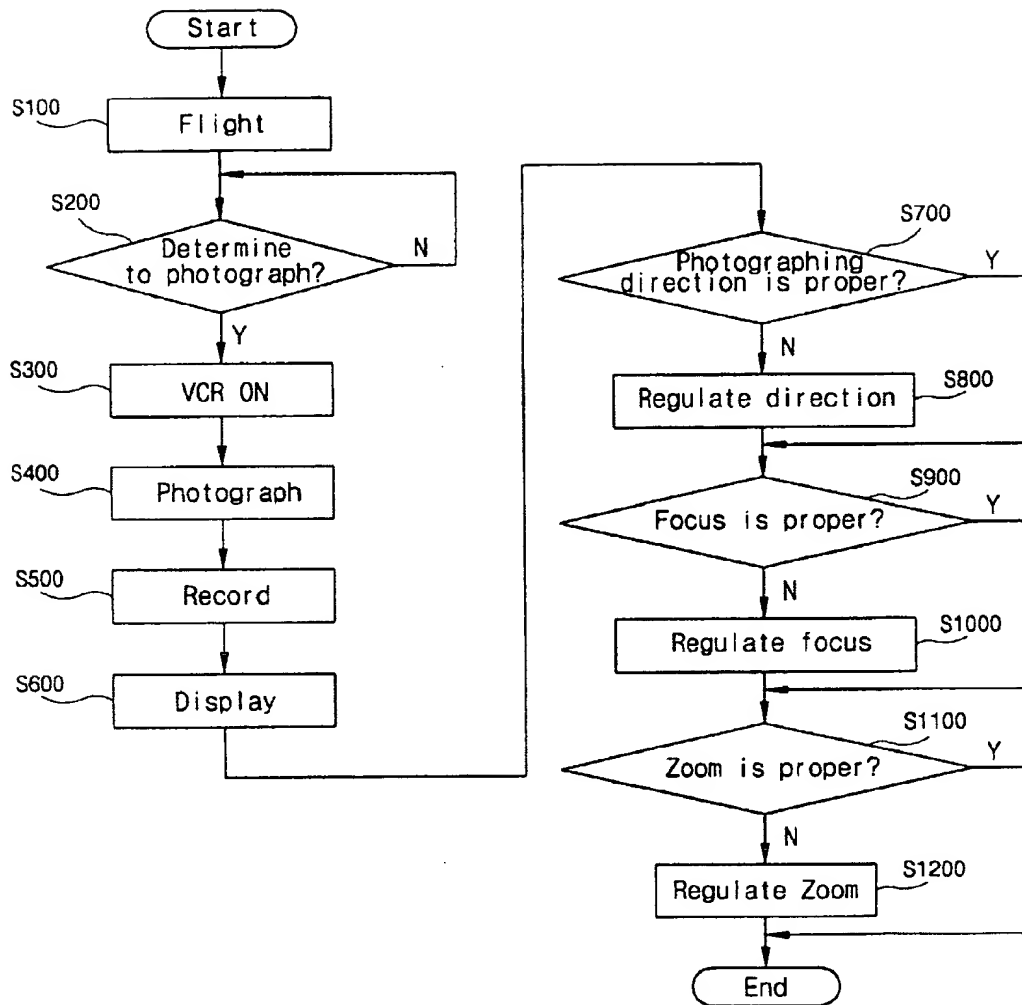 Start
S100
Flight
S200
Determine
to photograph?
N
Y
S300
VCR ON
S400
Photograph
S500
Record
S600
Display
S700
Photographing
direction is proper?
Y
N
S800
Regulate direction
S900
Focus is proper?
Y
N
S1000
Regulate focus
S1100
Zoom is proper?
Y
N
S1200
Regulate Zoom
End